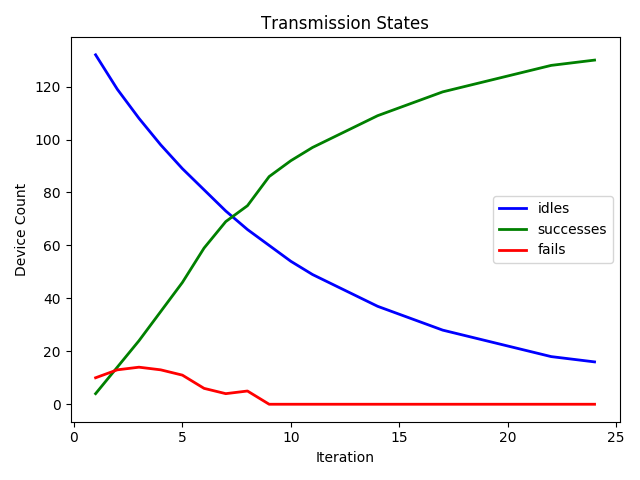 Transmission States
Device Count
120
100
80
60
40
20
0
idles
successes
fails
0 5 10 15 20 25
Iteration